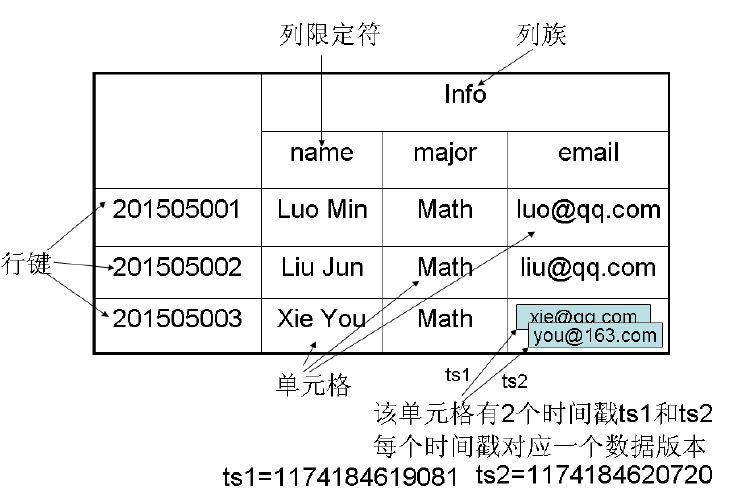 列限定符 列族
Info
name major email
201505001 Luo Min Math luo@qq.com
行键 201505002 Liu Jun Math liu@qq.com
201505003 Xie You Math xie@qq.com
you@163.com
单元格 ts1 ts2
该单元格有2个时间戳ts1和ts2
每个时间戳对应一个数据版本
ts1=1174184619081 ts2=1174184620720